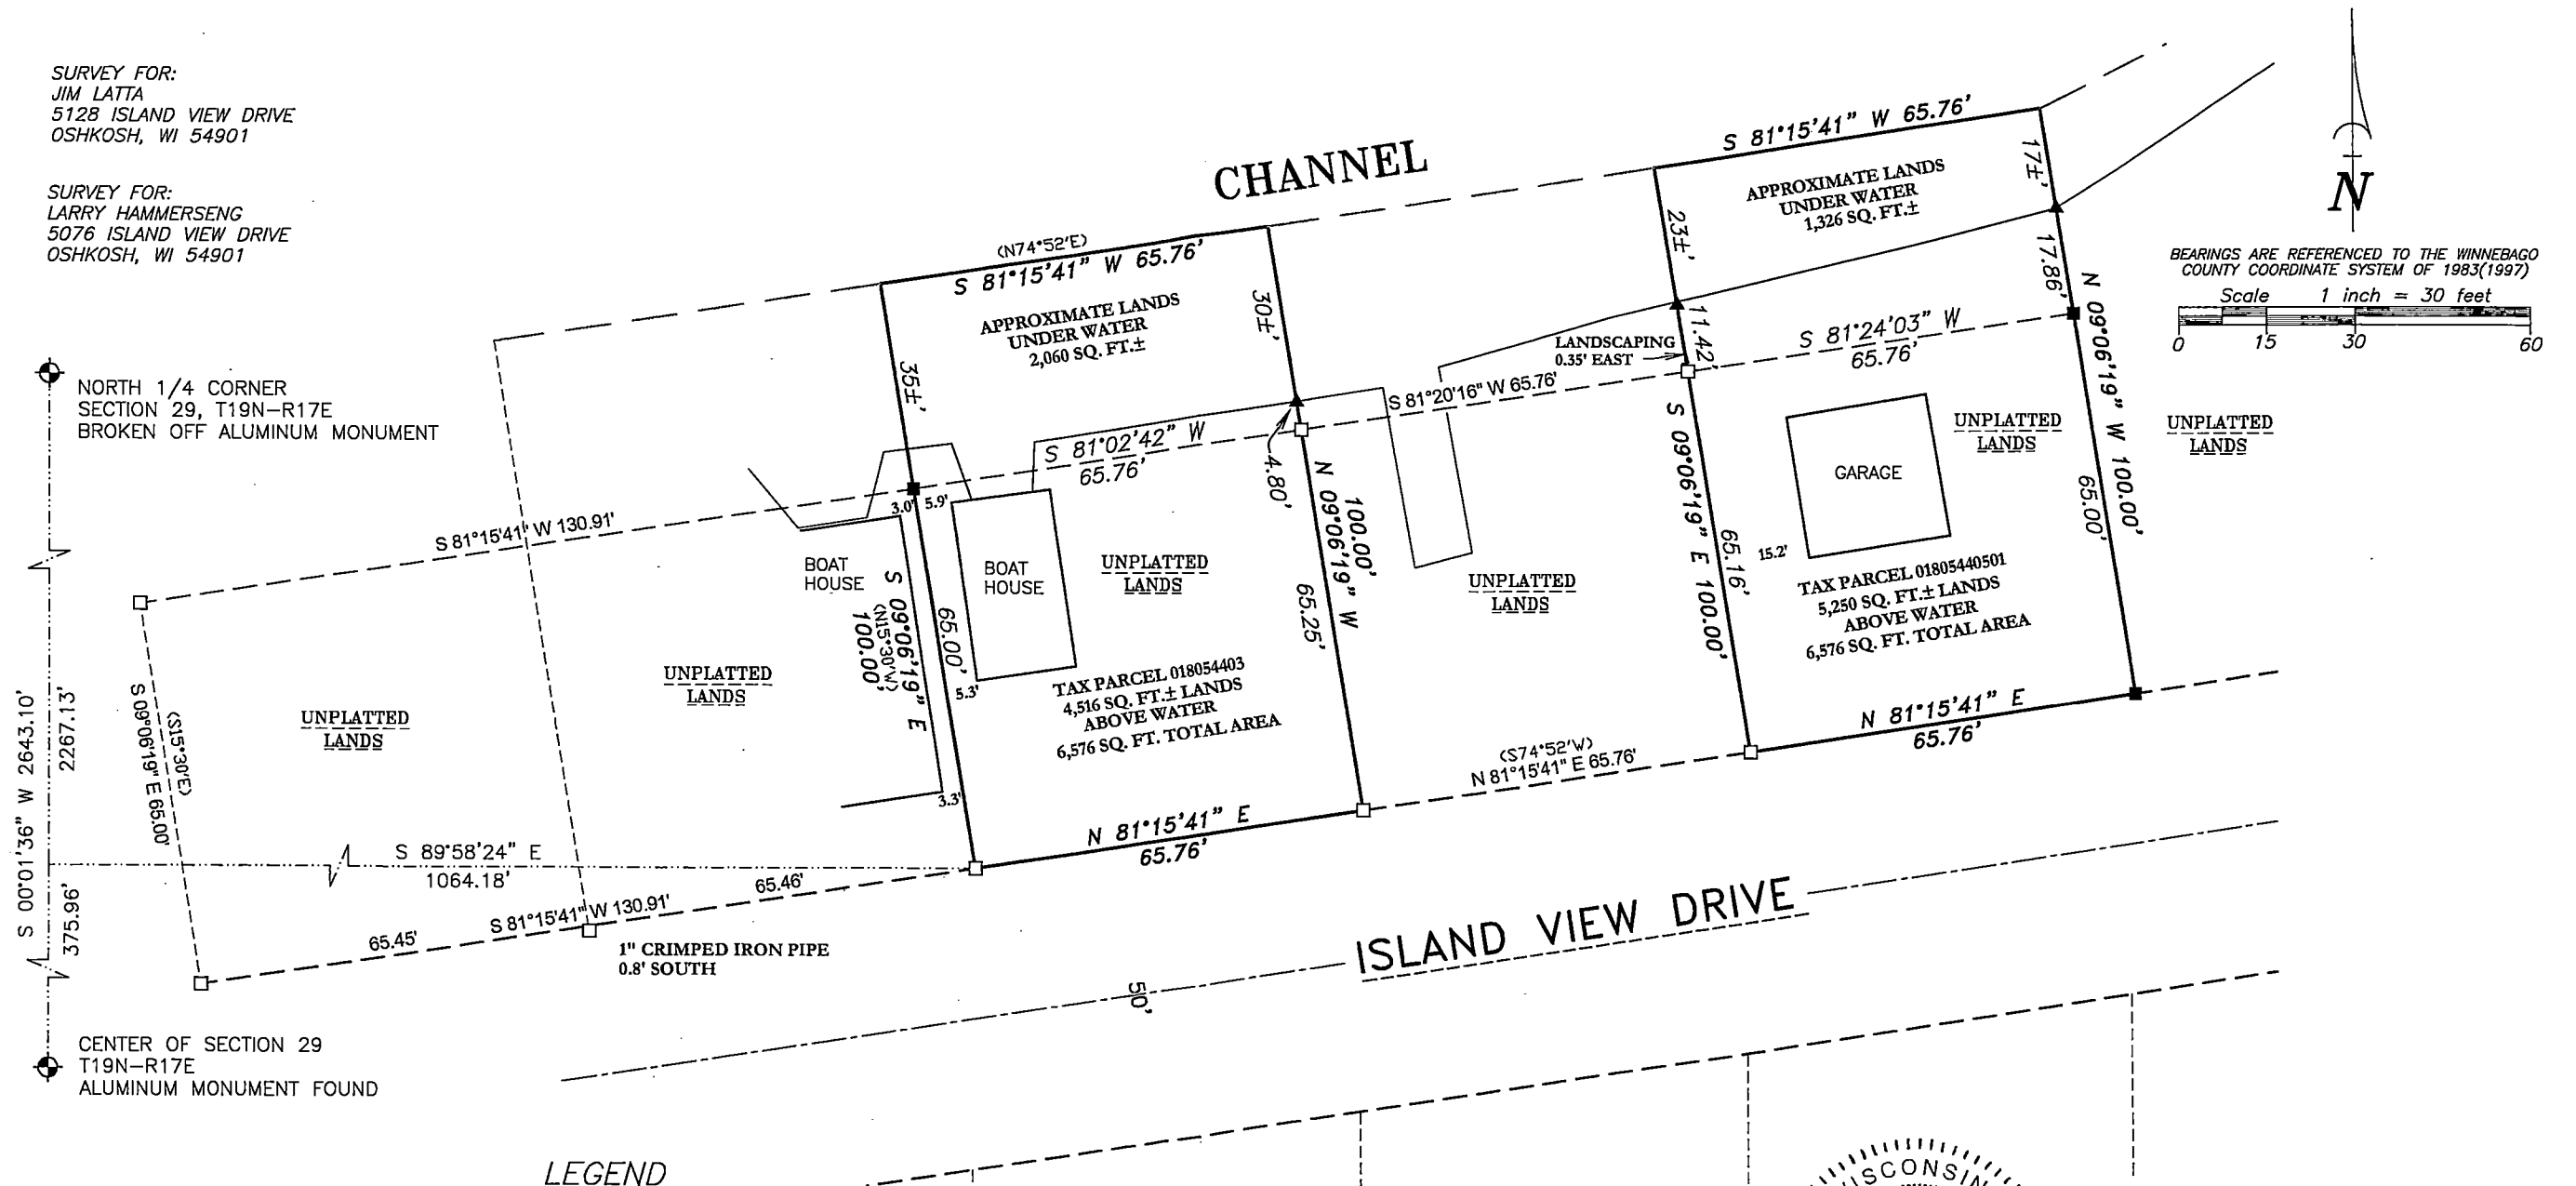 SURVEY FOR:
JIM LATTA
5128 ISLAND VIEW DRIVE
OSHKOSH, WI 54901
SURVEY FOR:
LARRY HAMMERSENG
5076 ISLAND VIEW DRIVE
OSHKOSH, WI 54901
NORTH 1/4 CORNER
SECTION 29, T19N-R17E
BROKEN OFF ALUMINUM MONUMENT
S 00°01'36" W 2643.10'
2267.13'
375.96'
CENTER OF SECTION 29
T19N-R17E
ALUMINUM MONUMENT FOUND
CHANNEL
N
BEARINGS ARE REFERENCED TO THE WINNEBAGO
COUNTY COORDINATE SYSTEM OF 1983(1997)
Scale 1 inch = 30 feet
0 15 30 60
(N74°52'E)
S 81°15'41" W 65.76'
APPROXIMATE LANDS
UNDER WATER
2,060 SQ. FT.±
35±'
30±'
S 81°02'42" W
65.76'
4.80'
S 81°15'41" W 65.76'
APPROXIMATE LANDS
UNDER WATER
1,326 SQ. FT.±
23±'
17±'
17.86'
11.42'
LANDSCAPING
0.35' EAST
S 81°20'16" W 65.76'
S 81°24'03" W
65.76'
N 09°06'19" W 100.00'
65.00'
UNPLATTED
LANDS
UNPLATTED
LANDS
GARAGE
15.2'
TAX PARCEL 01805440501
5,250 SQ. FT.± LANDS
ABOVE WATER
6,576 SQ. FT. TOTAL AREA
S 09°06'19" E 100.00'
65.16'
N 81°15'41" E
65.76'
UNPLATTED
LANDS
(S74°52'W)
N 81°15'41" E 65.76'
100.00'
N 09°06'19" W
65.25'
S 81°15'41" W 130.91'
3.0'
5.9'
BOAT
HOUSE
BOAT
HOUSE
UNPLATTED
LANDS
S 09°06'19" E
(N15°30'W)
100.00'
65.00'
5.3'
3.3'
TAX PARCEL 018054403
4,516 SQ. FT.± LANDS
ABOVE WATER
6,576 SQ. FT. TOTAL AREA
N 81°15'41" E
65.76'
UNPLATTED
LANDS
UNPLATTED
LANDS
(S15°30'E)
S 09°06'19" E 65.00'
S 89°58'24" E
1064.18'
65.45'
S 81°15'41" W 130.91'
65.46'
1" CRIMPED IRON PIPE
0.8' SOUTH
ISLAND VIEW DRIVE
50'
LEGEND
ISCONSIN